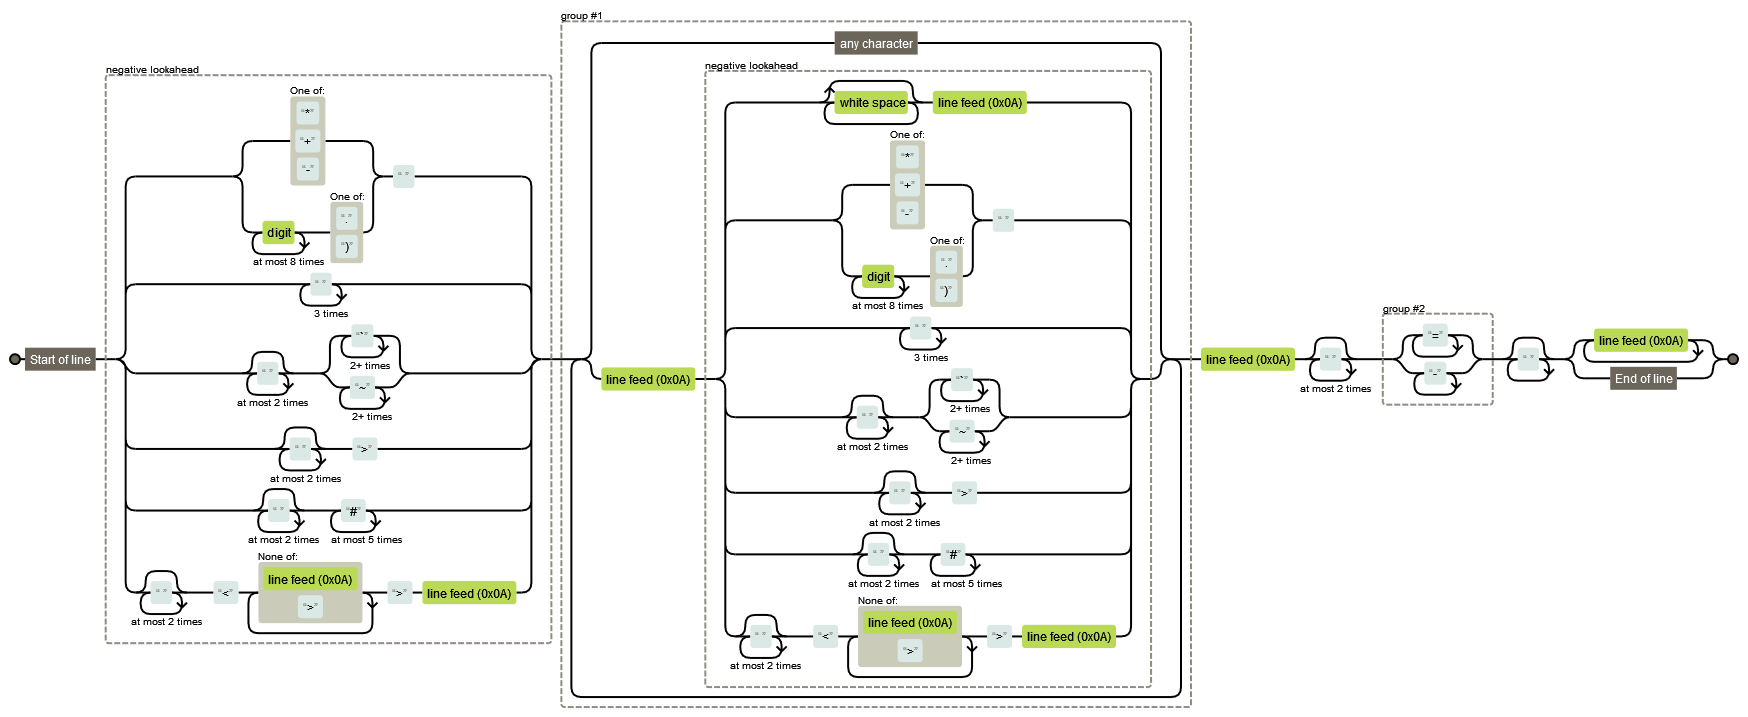 group #1
any character
negative lookahead
negative lookahead
One of:
“*”
“+”
“-”
One of:
“.”
“)”
digit
at most 8 times
“ ”
“ ”
3 times
“ ”
at most 2 times
“`”
2+ times
“~”
2+ times
“ ”
at most 2 times
“>”
“ ”
at most 2 times
“#”
at most 5 times
“ ”
at most 2 times
“<”
None of:
line feed (0x0A)
“>”
“>”
line feed (0x0A)
Start of line
line feed (0x0A)
white space
line feed (0x0A)
One of:
“*”
“+”
“-”
One of:
“.”
“)”
digit
at most 8 times
“ ”
“ ”
3 times
“ ”
at most 2 times
“`”
2+ times
“~”
2+ times
“ ”
at most 2 times
“>”
“ ”
at most 2 times
“#”
at most 5 times
“ ”
at most 2 times
“<”
None of:
line feed (0x0A)
“>”
“>”
line feed (0x0A)
line feed (0x0A)
“ ”
at most 2 times
group #2
“=”
“-”
“ ”
line feed (0x0A)
End of line